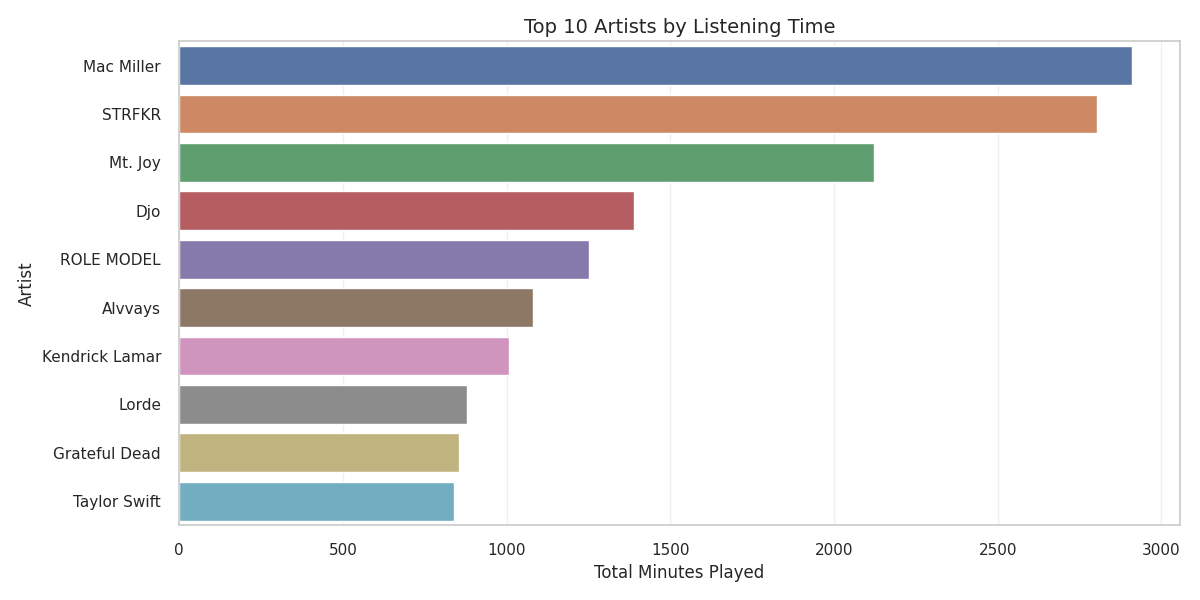 Top 10 Artists by Listening Time
Artist
Mac Miller
STRFKR
Mt. Joy
Djo
ROLE MODEL
Alvvays
Kendrick Lamar
Lorde
Grateful Dead
Taylor Swift
0 500 1000 1500 2000 2500 3000
Total Minutes Played